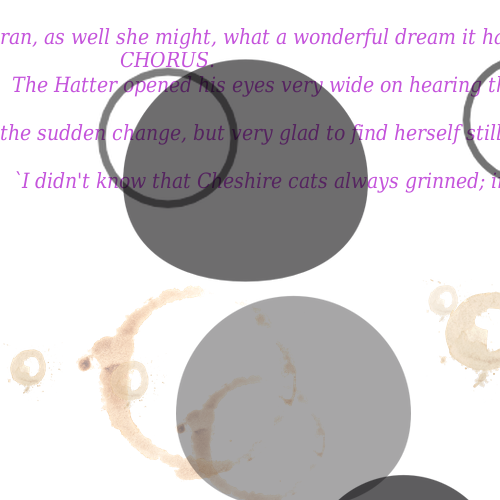 ran, as well she might, what a wonderful dream it ha
CHORUS.
The Hatter opened his eyes very wide on hearing th
the sudden change, but very glad to find herself still
`I didn't know that Cheshire cats always grinned; i